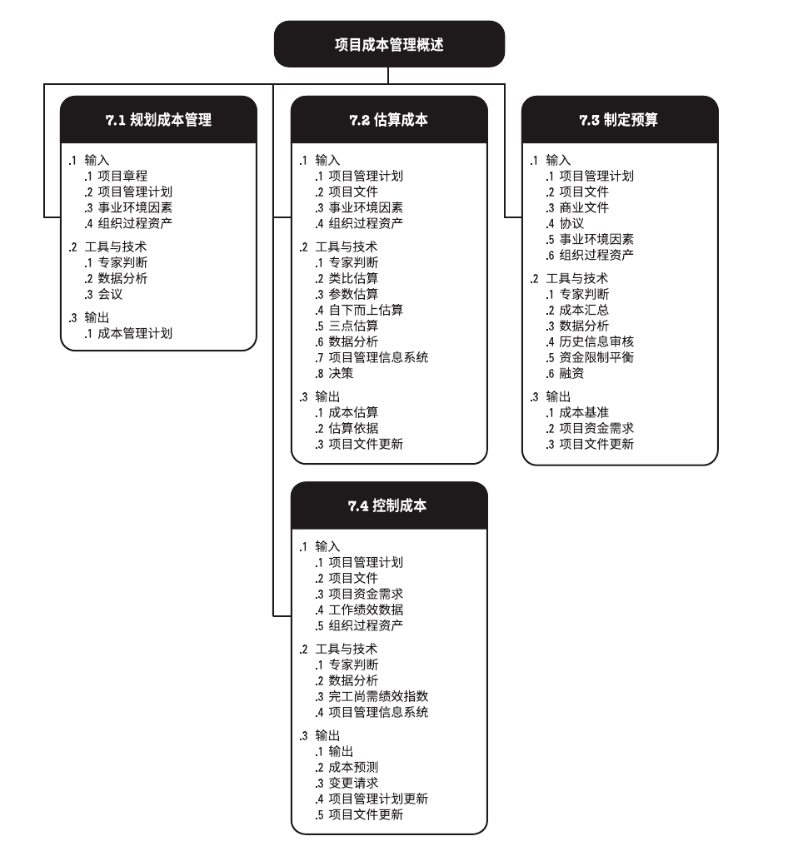 项目成本管理概述
7.1 规划成本管理
.1 输入
.1 项目章程
.2 项目管理计划
.3 事业环境因素
.4 组织过程资产
.2 工具与技术
.1 专家判断
.2 数据分析
.3 会议
.3 输出
.1 成本管理计划
7.2 估算成本
.1 输入
.1 项目管理计划
.2 项目文件
.3 事业环境因素
.4 组织过程资产
.2 工具与技术
.1 专家判断
.2 类比估算
.3 参数估算
.4 自下而上估算
.5 三点估算
.6 数据分析
.7 项目管理信息系统
.8 决策
.3 输出
.1 成本估算
.2 估算依据
.3 项目文件更新
7.3 制定预算
.1 输入
.1 项目管理计划
.2 项目文件
.3 商业文件
.4 协议
.5 事业环境因素
.6 组织过程资产
.2 工具与技术
.1 专家判断
.2 成本汇总
.3 数据分析
.4 历史信息审核
.5 资金限制平衡
.6 融资
.3 输出
.1 成本基准
.2 项目资金需求
.3 项目文件更新
7.4 控制成本
.1 输入
.1 项目管理计划
.2 项目文件
.3 项目资金需求
.4 工作绩效数据
.5 组织过程资产
.2 工具与技术
.1 专家判断
.2 数据分析
.3 完工尚需绩效指数
.4 项目管理信息系统
.3 输出
.1 输出
.2 成本预测
.3 变更请求
.4 项目管理计划更新
.5 项目文件更新